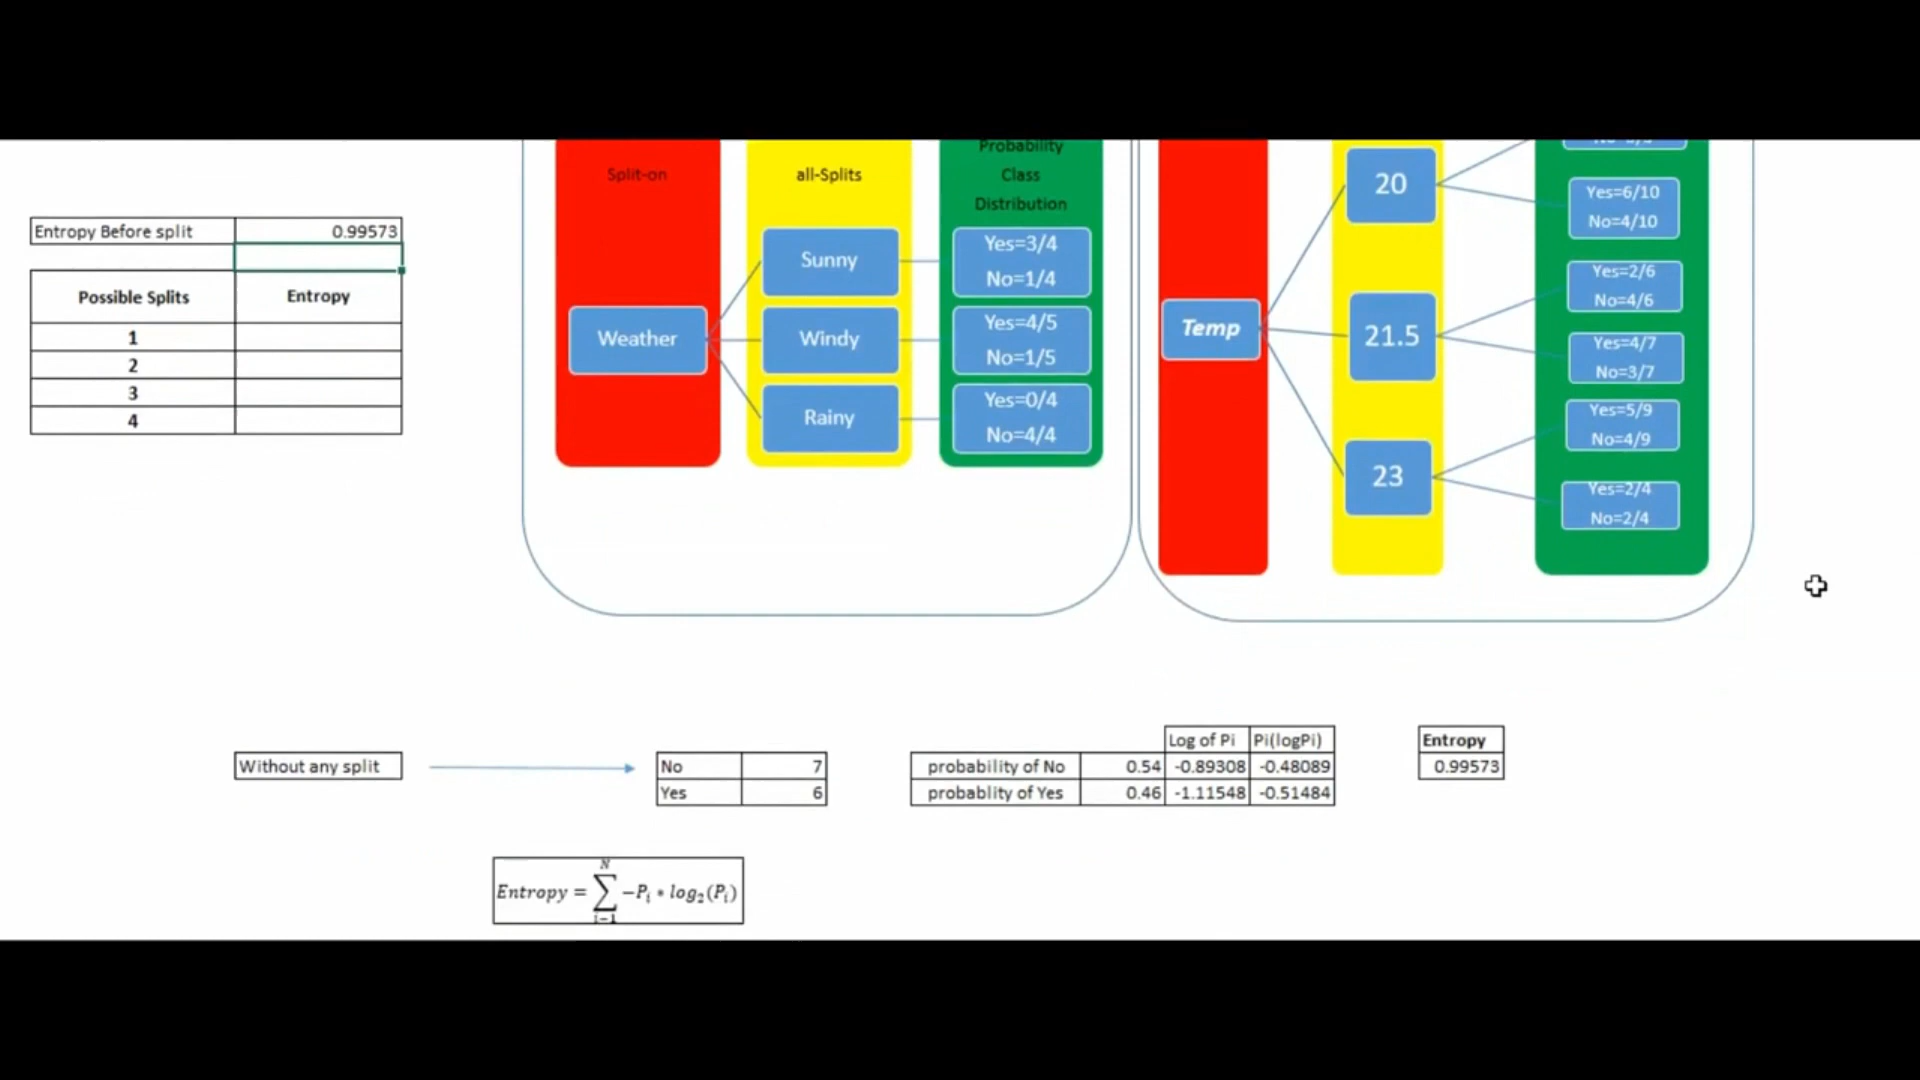 Entropy Before split 0.99573
Possible Splits Entropy
1
2
3
4
Split-on
all-Splits
Probability
Class
Distribution
Weather
Sunny
Windy
Rainy
Yes=3/4
No=1/4
Yes=4/5
No=1/5
Yes=0/4
No=4/4
Temp
20
21.5
23
Yes=6/10
No=4/10
Yes=2/6
No=4/6
Yes=4/7
No=3/7
Yes=5/9
No=4/9
Yes=2/4
No=2/4
Without any split
No 7
Yes 6
Log of Pi Pi(logPi)
probability of No 0.54 -0.89308 -0.48089
probablity of Yes 0.46 -1.11548 -0.51484
Entropy
0.99573
N
Entropy = ∑ −Pᵢ * log₂(Pᵢ)
i=1